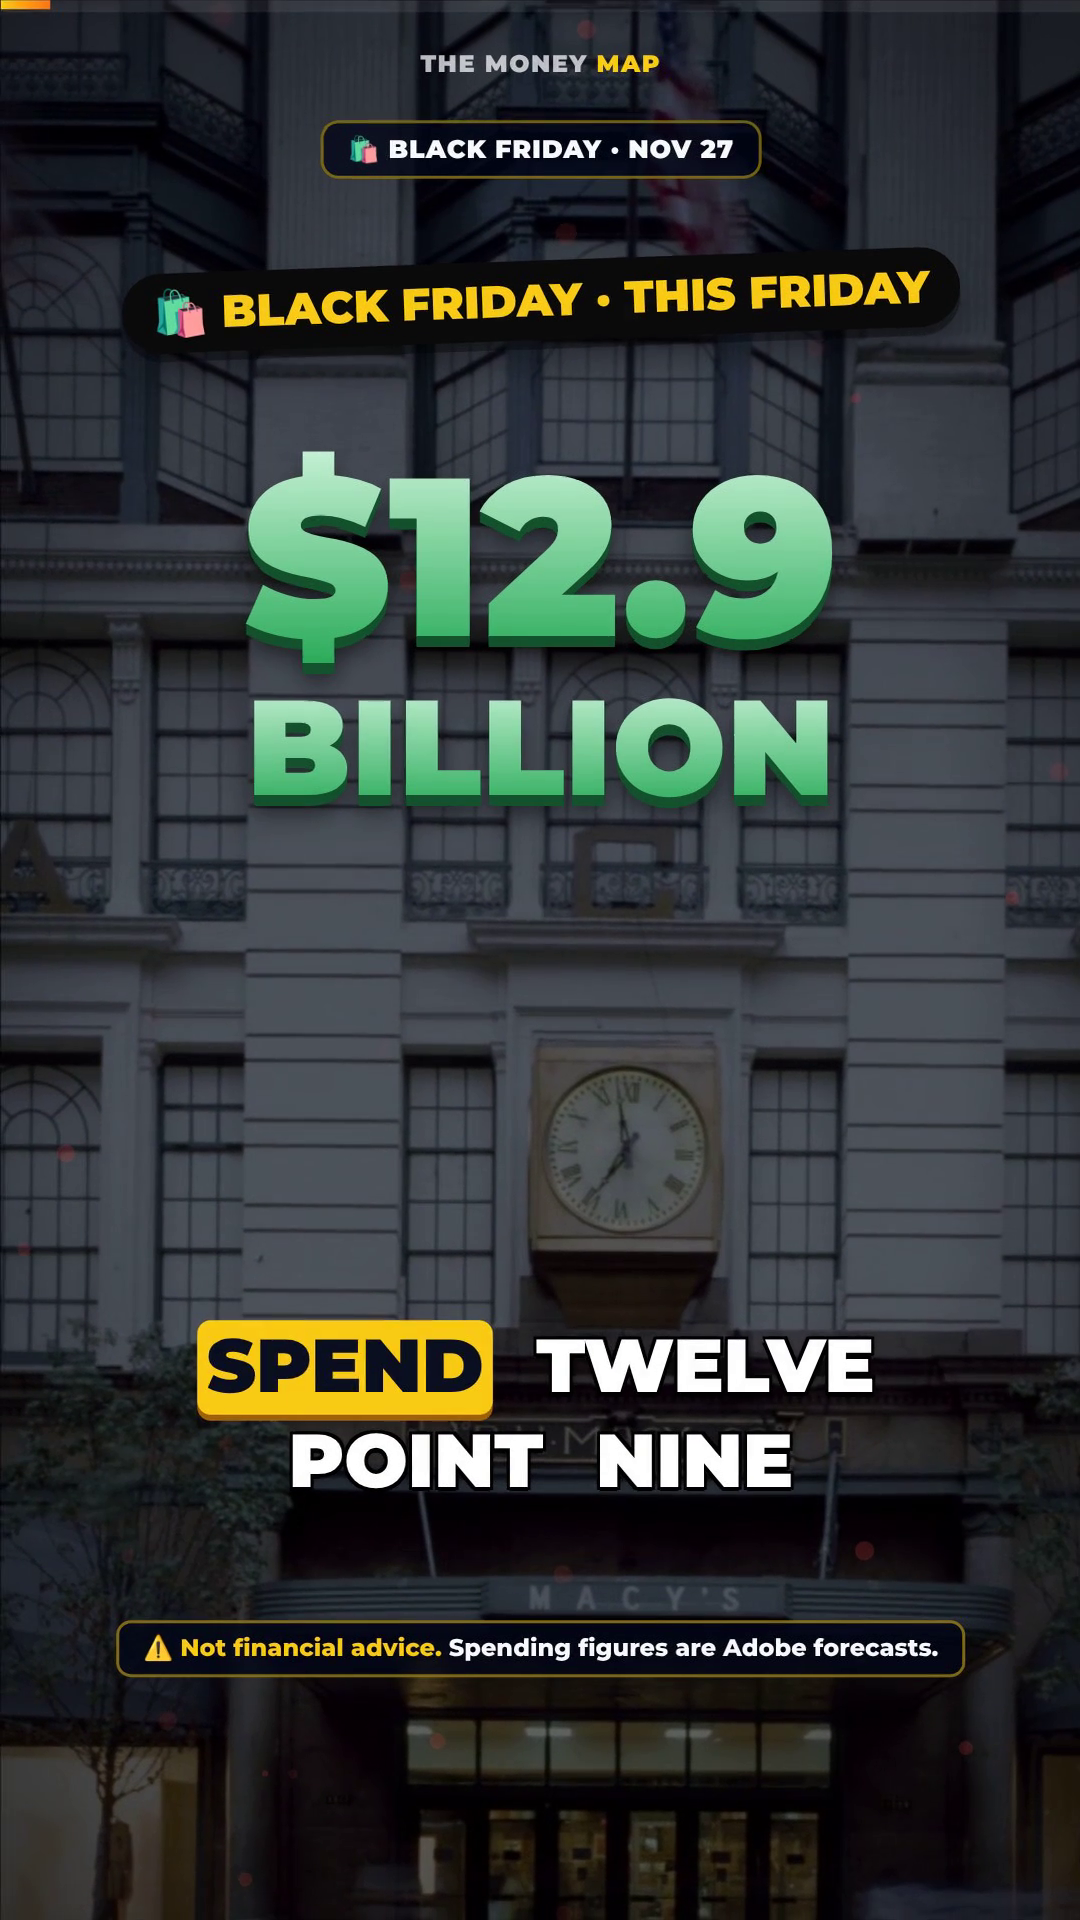 THE MONEY MAP
🛍️ BLACK FRIDAY • NOV 27
🛍️ BLACK FRIDAY • THIS FRIDAY
$12.9
BILLION
A C
SPEND TWELVE
POINT NINE
MACY'S
⚠️ Not financial advice. Spending figures are Adobe forecasts.